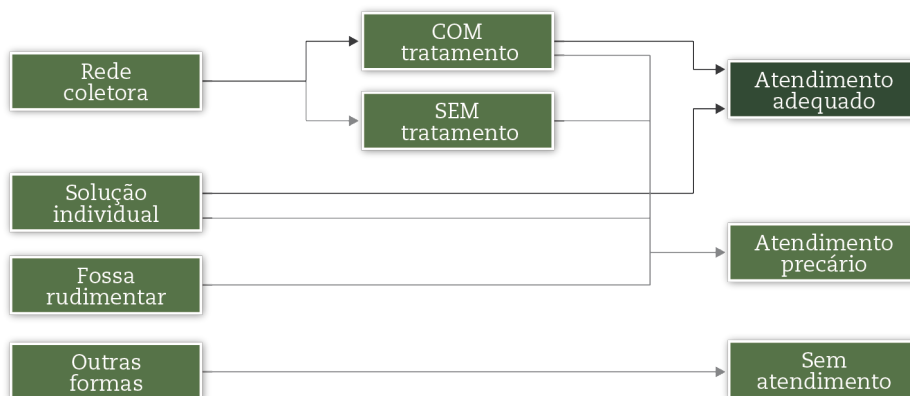 Rede
coletora
COM
tratamento
SEM
tratamento
Atendimento
adequado
Solução
individual
Fossa
rudimentar
Atendimento
precário
Outras
formas
Sem
atendimento